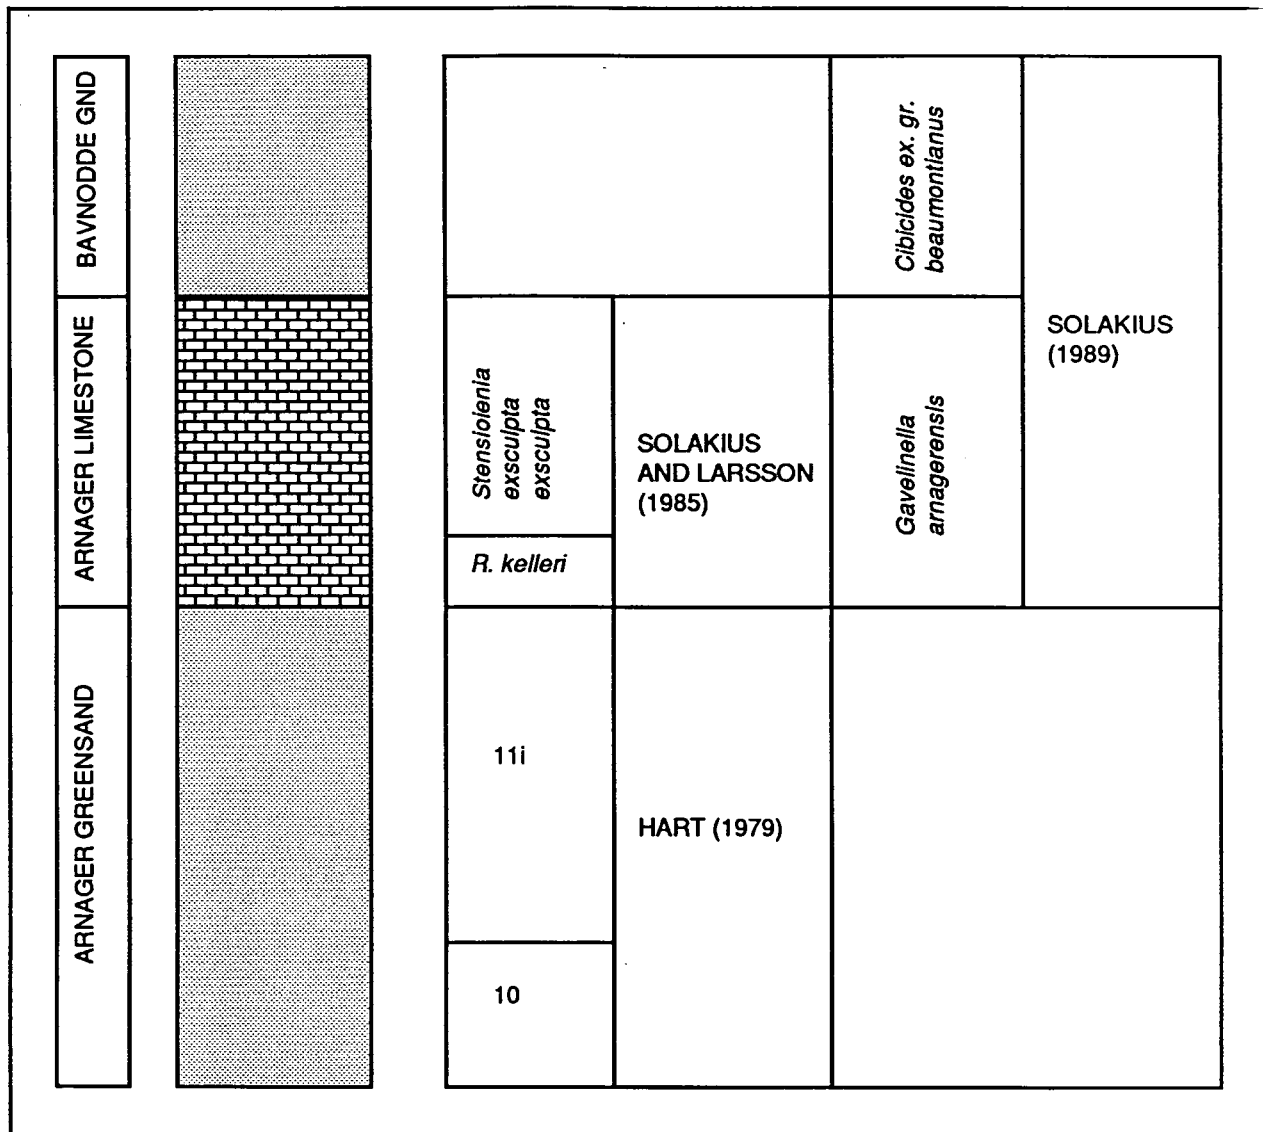 BAVNODDE GND
ARNAGER LIMESTONE
ARNAGER GREENSAND
Stensioienia
exsculpta
exsculpta
R. kelleri
11i
10
SOLAKIUS
AND LARSSON
(1985)
HART (1979)
Cibicides ex. gr.
beaumontianus
Gavelinella
arnagerensis
SOLAKIUS
(1989)